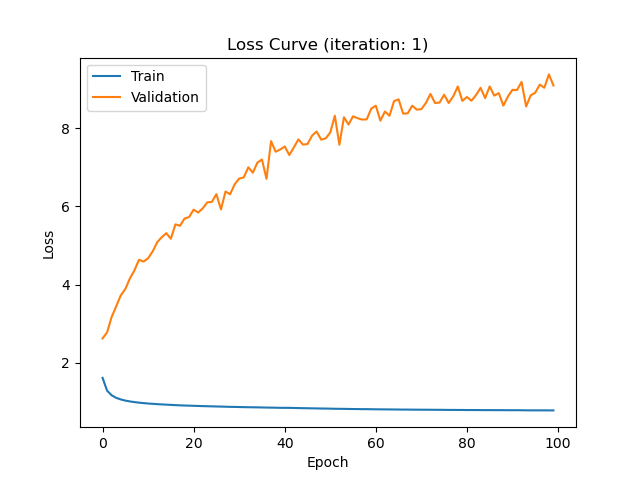 Loss Curve (iteration: 1)
Train
Validation
8
6
4
2
Loss
0 20 40 60 80 100
Epoch